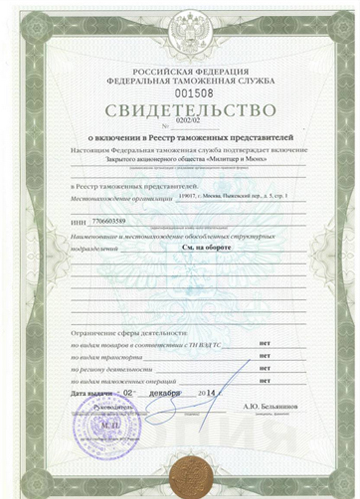 РОССИЙСКАЯ ФЕДЕРАЦИЯ
ФЕДЕРАЛЬНАЯ ТАМОЖЕННАЯ СЛУЖБА
001508
СВИДЕТЕЛЬСТВО
№ 0202/02
о включении в Реестр таможенных представителей
Настоящим Федеральная таможенная служба подтверждает включение
Закрытого акционерного общества «Милитцер и Мюнх»
в Реестр таможенных представителей.
Местонахождение организации 119017, г. Москва, Пыжевский пер., д. 5, стр. 1
ИНН 7706603589
Наименование и местонахождение обособленных структурных
подразделений См. на обороте
Ограничение сферы деятельности:
по видам товаров в соответствии с ТН ВЭД ТС нет
по видам транспорта нет
по региону деятельности нет
по видам таможенных операций нет
Дата выдачи 02 декабря 2014 г.
Руководитель А.Ю. Бельянинов
М.П.